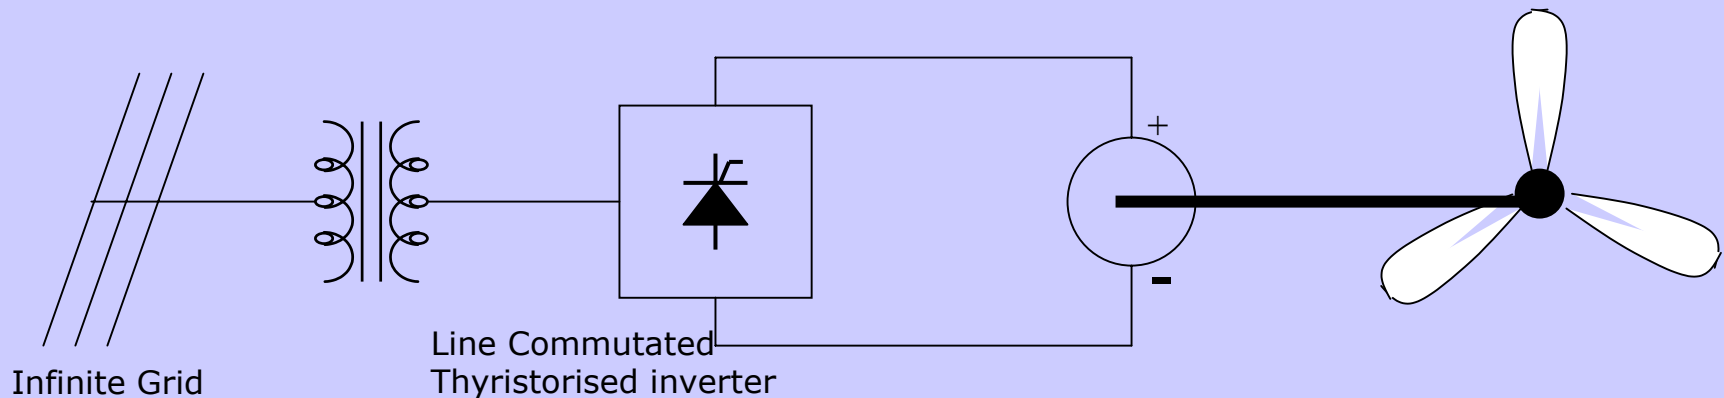 +
-
Line Commutated
Thyristorised inverter
Infinite Grid